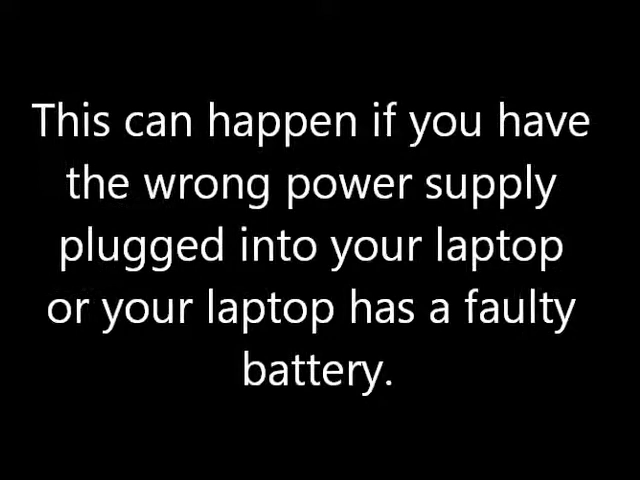 This can happen if you have
the wrong power supply
plugged into your laptop
or your laptop has a faulty
battery.